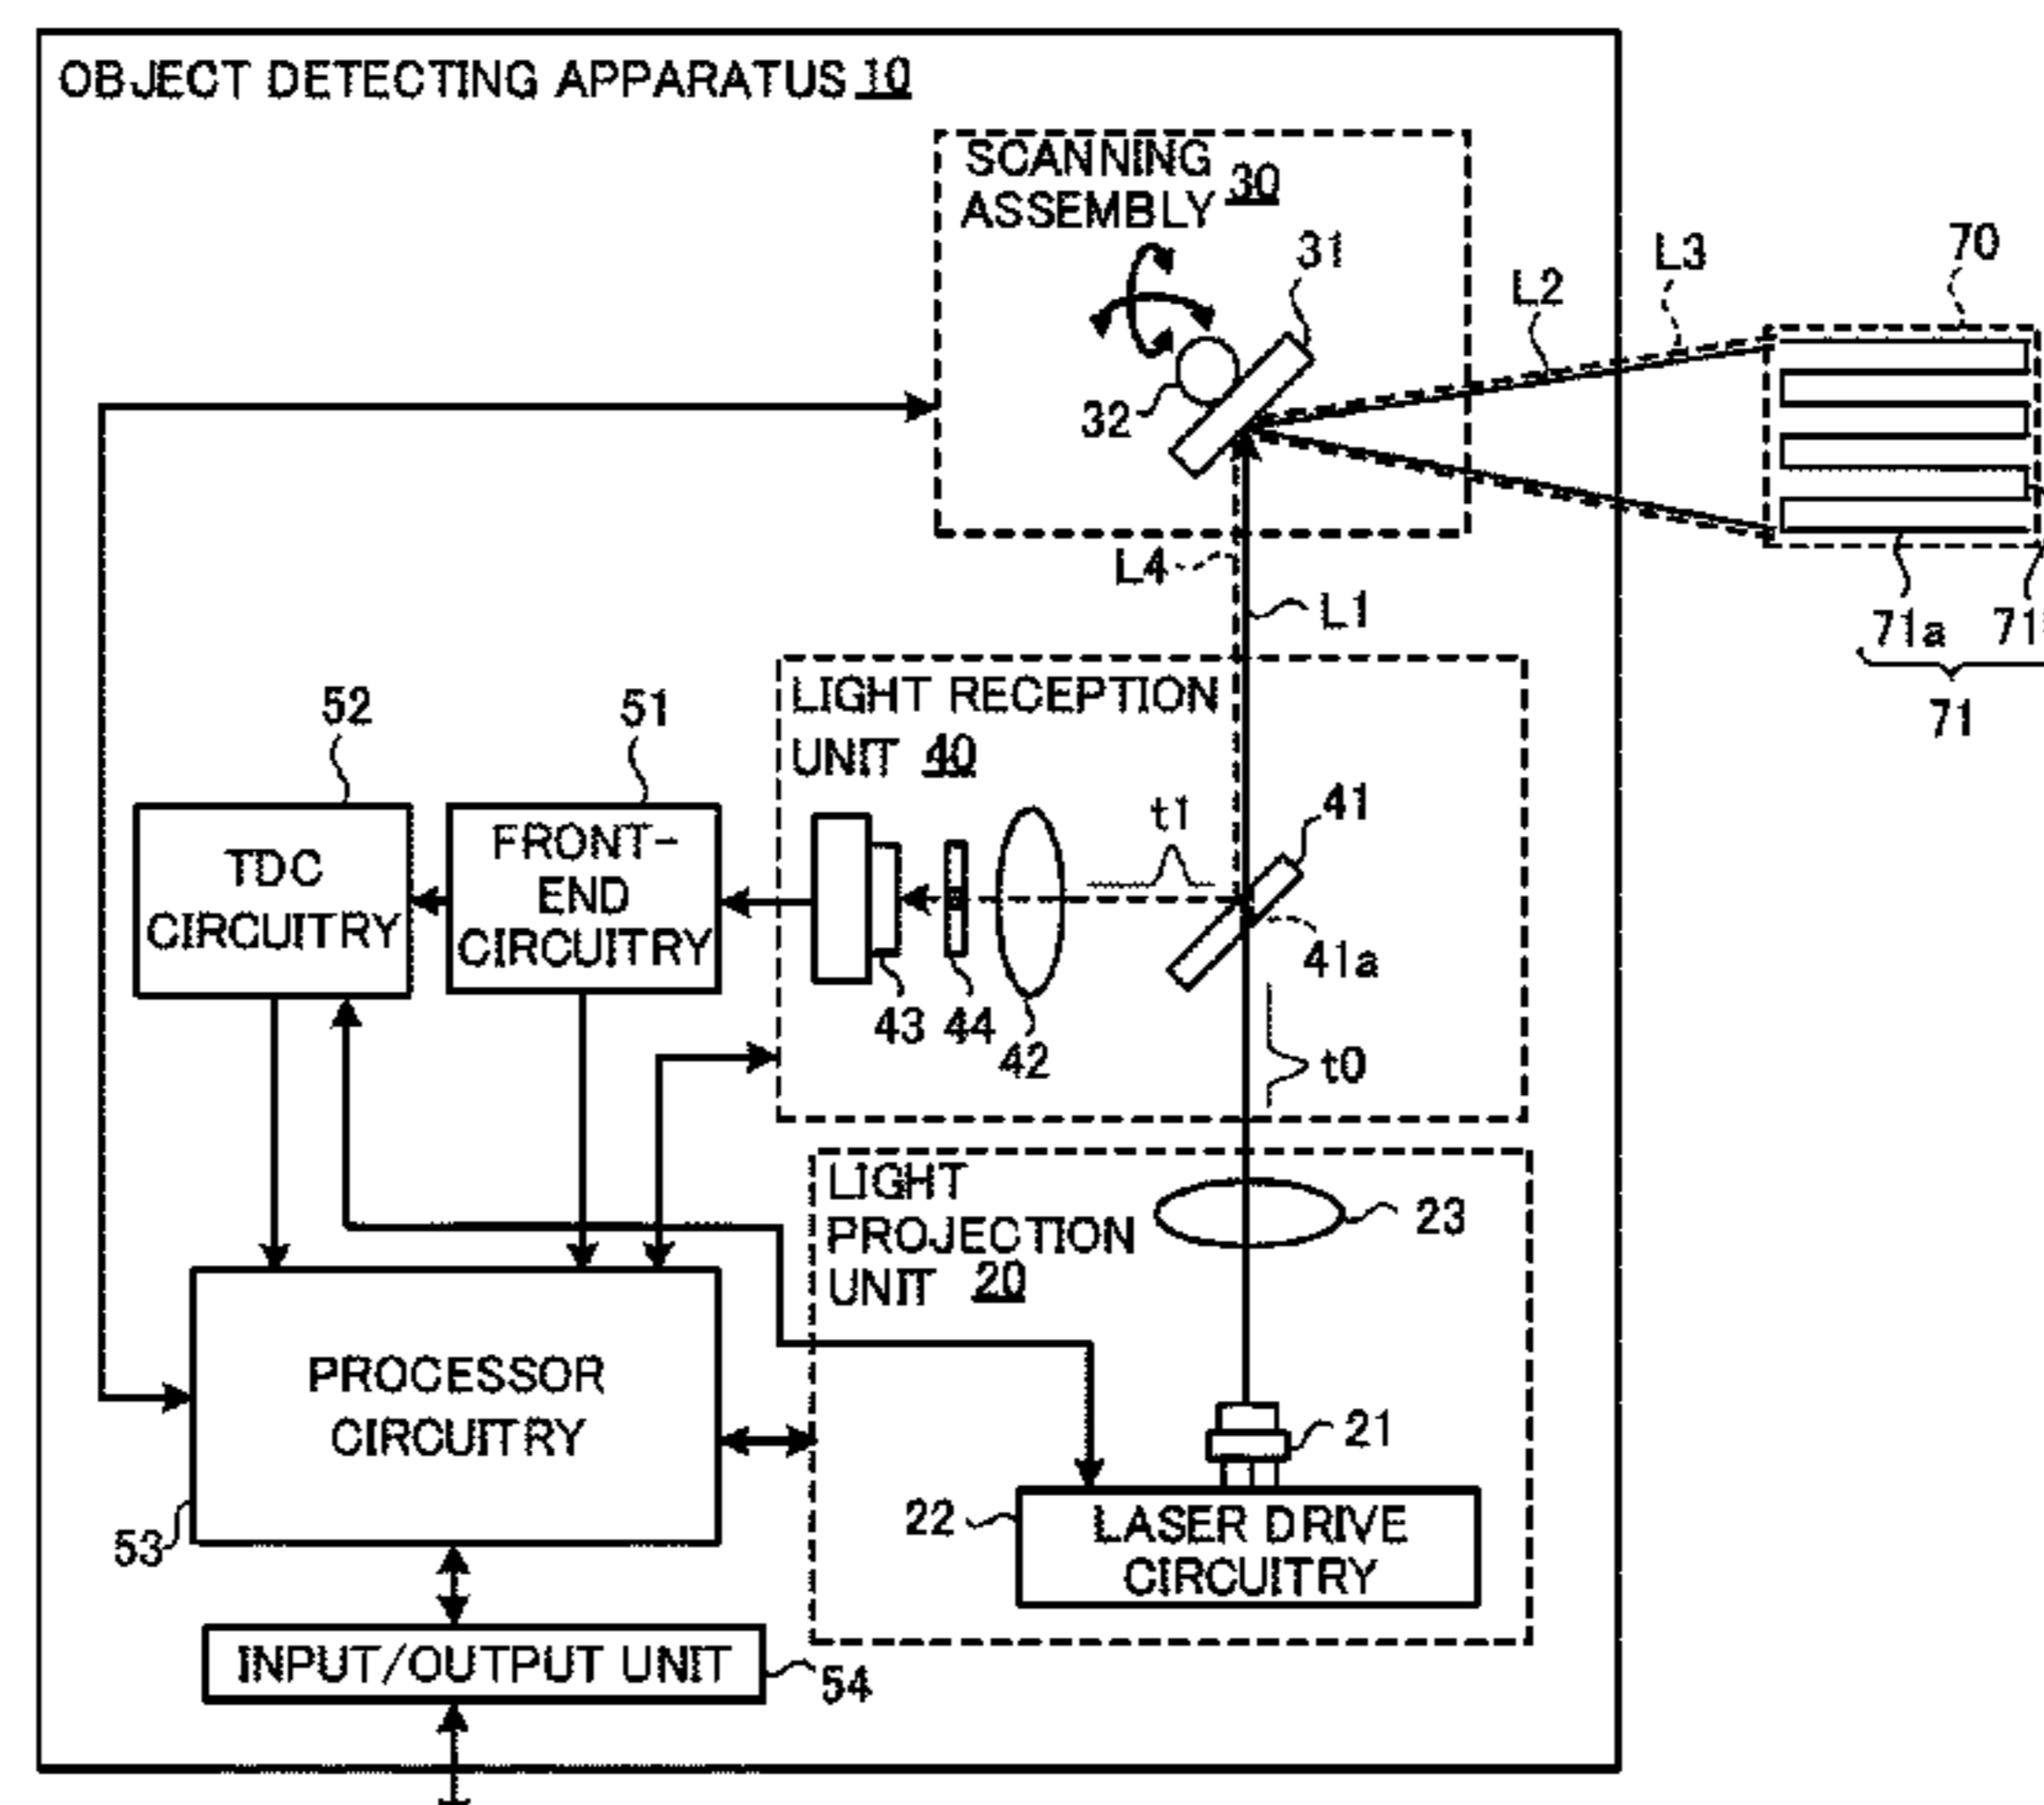 OBJECT DETECTING APPARATUS 10
SCANNING
ASSEMBLY 30
31
32
L2
L3
70
L4
L1
71a
71
LIGHT RECEPTION
UNIT 40
52
51
t1
41
TDC
CIRCUITRY
FRONT-
END
CIRCUITRY
41a
43
44
42
t0
LIGHT
PROJECTION
UNIT 20
23
PROCESSOR
CIRCUITRY
21
53
22
LASER DRIVE
CIRCUITRY
INPUT/OUTPUT UNIT
54